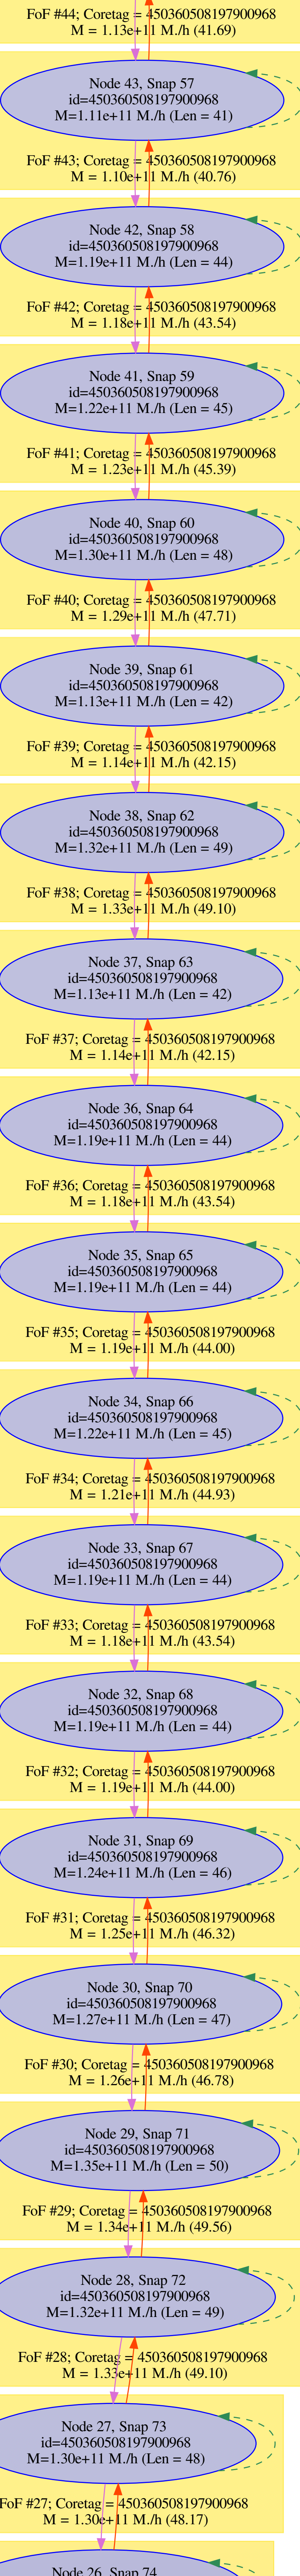 FoF #44; Coretag = 450360508197900968
M = 1.13e+11 M./h (41.69)
Node 43, Snap 57
id=450360508197900968
M=1.11e+11 M./h (Len = 41)
FoF #43; Coretag = 450360508197900968
M = 1.10e+11 M./h (40.76)
Node 42, Snap 58
id=450360508197900968
M=1.19e+11 M./h (Len = 44)
FoF #42; Coretag = 450360508197900968
M = 1.18e+11 M./h (43.54)
Node 41, Snap 59
id=450360508197900968
M=1.22e+11 M./h (Len = 45)
FoF #41; Coretag = 450360508197900968
M = 1.23e+11 M./h (45.39)
Node 40, Snap 60
id=450360508197900968
M=1.30e+11 M./h (Len = 48)
FoF #40; Coretag = 450360508197900968
M = 1.29e+11 M./h (47.71)
Node 39, Snap 61
id=450360508197900968
M=1.13e+11 M./h (Len = 42)
FoF #39; Coretag = 450360508197900968
M = 1.14e+11 M./h (42.15)
Node 38, Snap 62
id=450360508197900968
M=1.32e+11 M./h (Len = 49)
FoF #38; Coretag = 450360508197900968
M = 1.33e+11 M./h (49.10)
Node 37, Snap 63
id=450360508197900968
M=1.13e+11 M./h (Len = 42)
FoF #37; Coretag = 450360508197900968
M = 1.14e+11 M./h (42.15)
Node 36, Snap 64
id=450360508197900968
M=1.19e+11 M./h (Len = 44)
FoF #36; Coretag = 450360508197900968
M = 1.18e+11 M./h (43.54)
Node 35, Snap 65
id=450360508197900968
M=1.19e+11 M./h (Len = 44)
FoF #35; Coretag = 450360508197900968
M = 1.19e+11 M./h (44.00)
Node 34, Snap 66
id=450360508197900968
M=1.22e+11 M./h (Len = 45)
FoF #34; Coretag = 450360508197900968
M = 1.21e+11 M./h (44.93)
Node 33, Snap 67
id=450360508197900968
M=1.19e+11 M./h (Len = 44)
FoF #33; Coretag = 450360508197900968
M = 1.18e+11 M./h (43.54)
Node 32, Snap 68
id=450360508197900968
M=1.19e+11 M./h (Len = 44)
FoF #32; Coretag = 450360508197900968
M = 1.19e+11 M./h (44.00)
Node 31, Snap 69
id=450360508197900968
M=1.24e+11 M./h (Len = 46)
FoF #31; Coretag = 450360508197900968
M = 1.25e+11 M./h (46.32)
Node 30, Snap 70
id=450360508197900968
M=1.27e+11 M./h (Len = 47)
FoF #30; Coretag = 450360508197900968
M = 1.26e+11 M./h (46.78)
Node 29, Snap 71
id=450360508197900968
M=1.35e+11 M./h (Len = 50)
FoF #29; Coretag = 450360508197900968
M = 1.34e+11 M./h (49.56)
Node 28, Snap 72
id=450360508197900968
M=1.32e+11 M./h (Len = 49)
FoF #28; Coretag = 450360508197900968
M = 1.33e+11 M./h (49.10)
Node 27, Snap 73
id=450360508197900968
M=1.30e+11 M./h (Len = 48)
FoF #27; Coretag = 450360508197900968
M = 1.30e+11 M./h (48.17)
Node 26, Snap 74